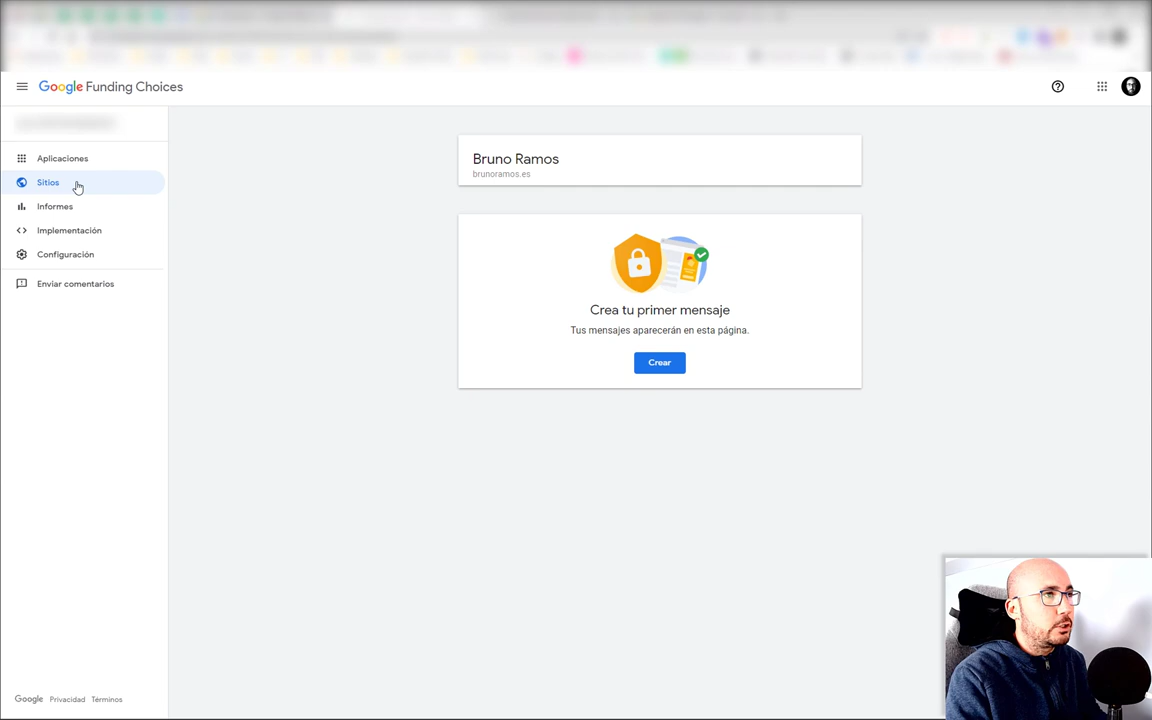 Google Funding Choices
Aplicaciones
Sitios
Informes
Implementación
Configuración
Enviar comentarios
Bruno Ramos
brunoramos.es
Crea tu primer mensaje
Tus mensajes aparecerán en esta página.
Crear
Google Privacidad Términos